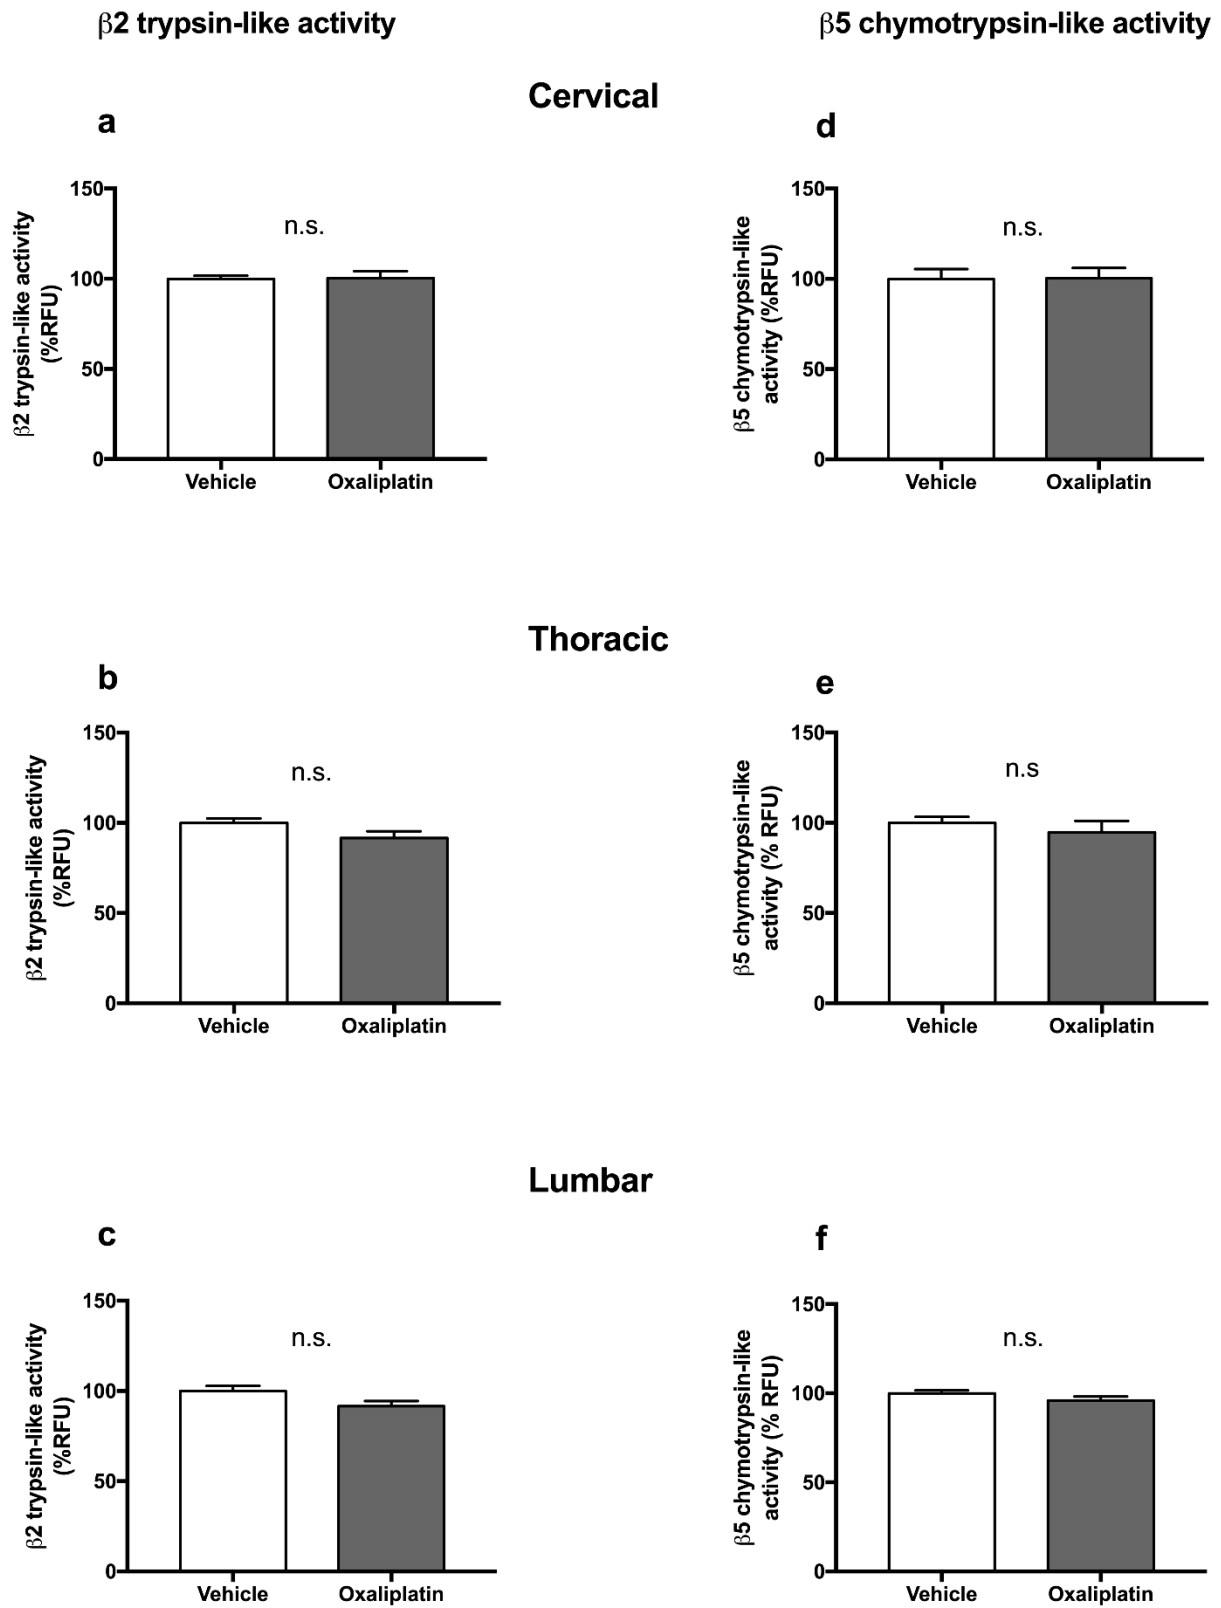 β2 trypsin-like activity
β5 chymotrypsin-like activity
Cervical
a
β2 trypsin-like activity
(%RFU)
150
100
50
0
n.s.
Vehicle
Oxaliplatin
d
β5 chymotrypsin-like
activity (%RFU)
150
100
50
0
n.s.
Vehicle
Oxaliplatin
Thoracic
b
β2 trypsin-like activity
(%RFU)
150
100
50
0
n.s.
Vehicle
Oxaliplatin
e
β5 chymotrypsin-like
activity (% RFU)
150
100
50
0
n.s
Vehicle
Oxaliplatin
Lumbar
c
β2 trypsin-like activity
(%RFU)
150
100
50
0
n.s.
Vehicle
Oxaliplatin
f
β5 chymotrypsin-like
activity (% RFU)
150
100
50
0
n.s.
Vehicle
Oxaliplatin